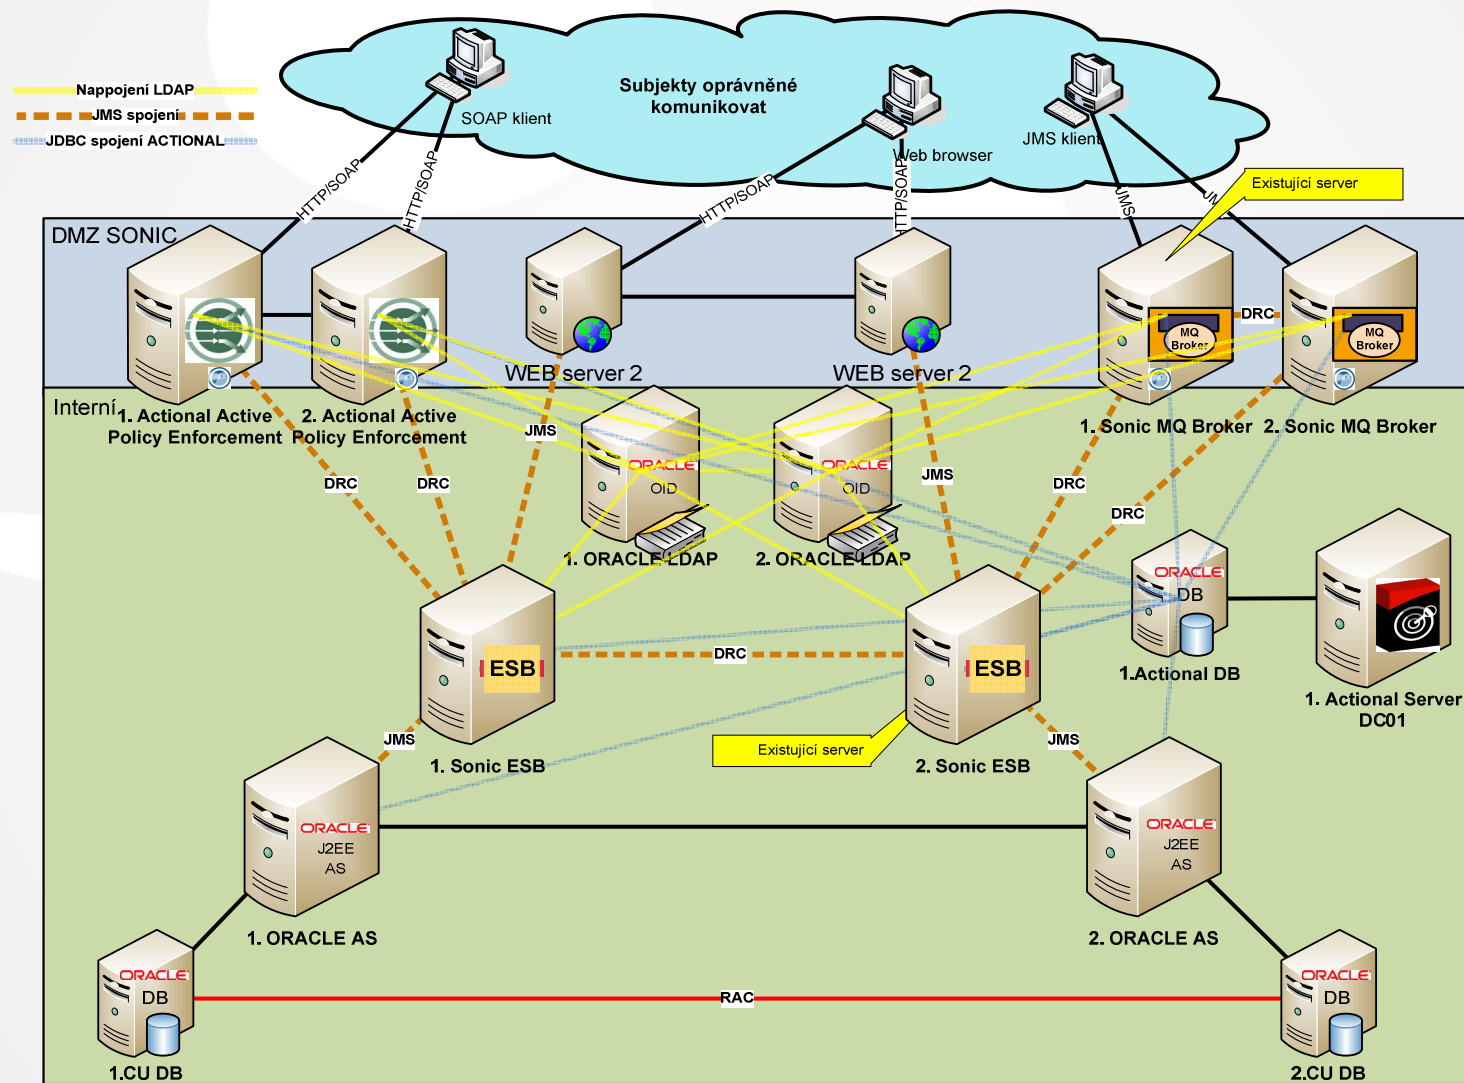 Subjekty oprávněné
komunikovat
Nappojení LDAP
JMS spojení
JDBC spojení ACTIONAL
SOAP klient
Web browser
JMS klient
HTTP/SOAP
HTTP/SOAP
HTTP/SOAP
HTTP/SOAP
JMS
JM
Existující server
DMZ SONIC
MQ
Broker
DRC
MQ
Broker
WEB server 2
WEB server 2
Interní
1. Actional Active
Policy Enforcement
2. Actional Active
Policy Enforcement
1. Sonic MQ Broker
2. Sonic MQ Broker
JMS
JMS
DRC
DRC
DRC
DRC
ORACLE
OID
ORACLE
OID
1. ORACLE LDAP
2. ORACLE LDAP
ORACLE
DB
1.Actional DB
1. Actional Server
DC01
ESB
DRC
ESB
1. Sonic ESB
Existující server
2. Sonic ESB
JMS
JMS
ORACLE
J2EE
AS
ORACLE
J2EE
AS
1. ORACLE AS
2. ORACLE AS
ORACLE
DB
RAC
ORACLE
DB
1.CU DB
2.CU DB